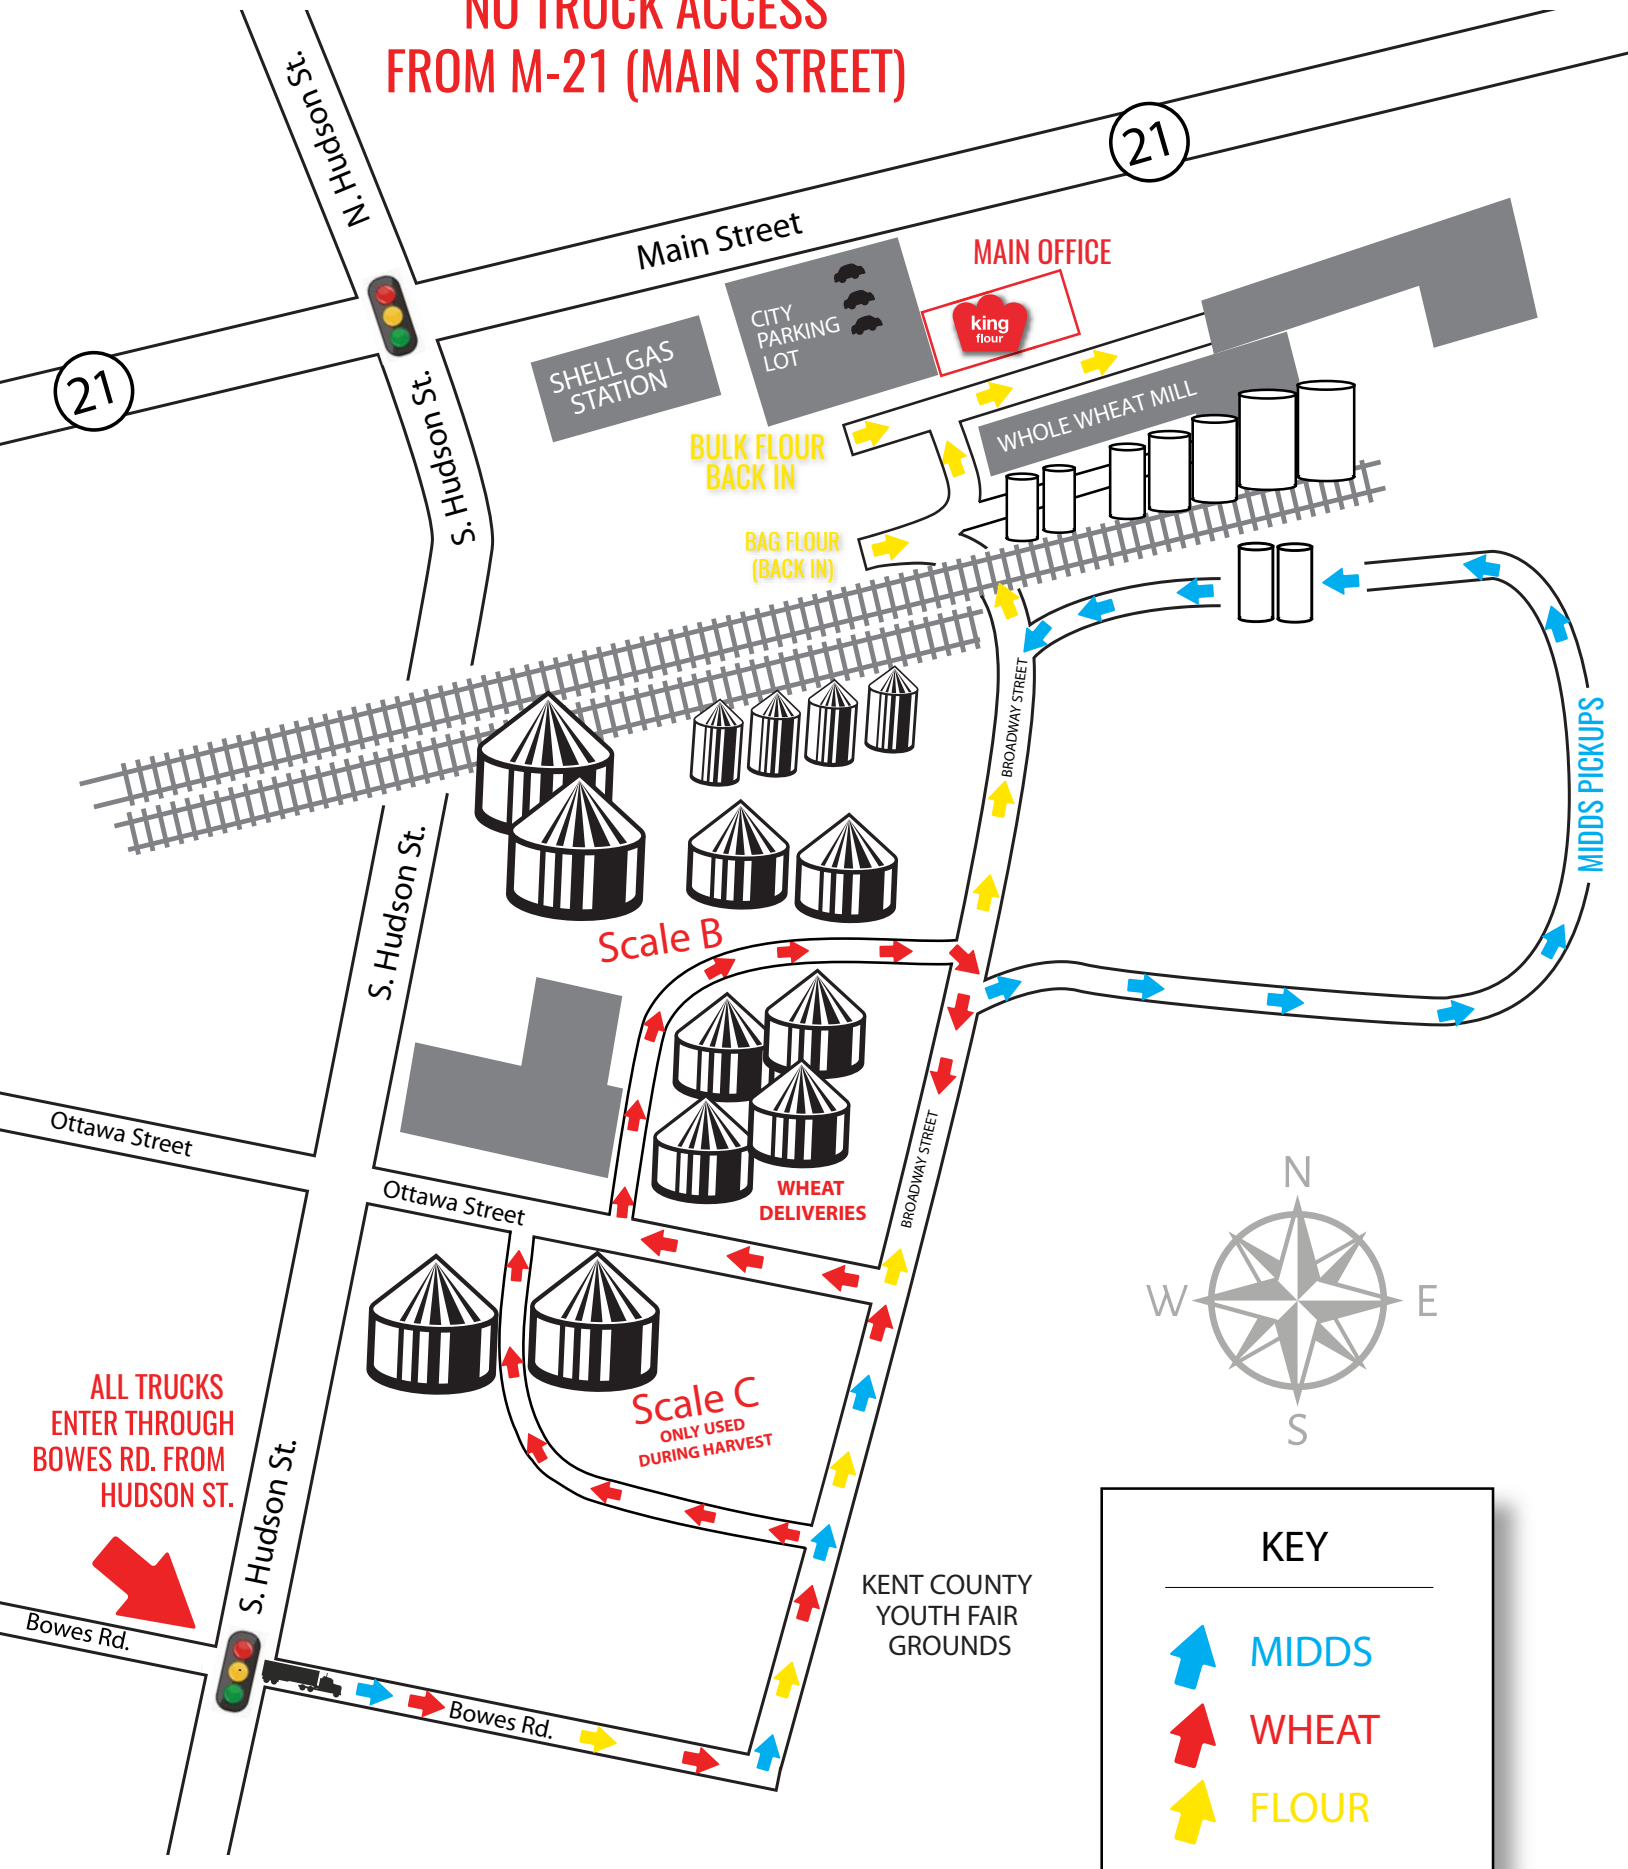 NO TRUCK ACCESS
FROM M-21 (MAIN STREET)
N. Hudson St.
21
Main Street
MAIN OFFICE
king
flour
CITY
PARKING
LOT
SHELL GAS
STATION
21
S. Hudson St.
WHOLE WHEAT MILL
BULK FLOUR
BACK IN
BAG FLOUR
(BACK IN)
BROADWAY STREET
MIDDS PICKUPS
S. Hudson St.
Scale B
Ottawa Street
Ottawa Street
WHEAT
DELIVERIES
BROADWAY STREET
N
W
E
S
Scale C
ONLY USED
DURING HARVEST
ALL TRUCKS
ENTER THROUGH
BOWES RD. FROM
HUDSON ST.
S. Hudson St.
Bowes Rd.
Bowes Rd.
KENT COUNTY
YOUTH FAIR
GROUNDS
KEY
MIDDS
WHEAT
FLOUR